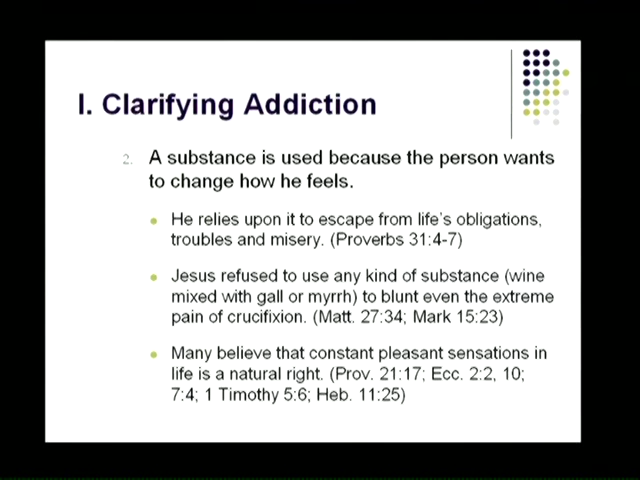 I. Clarifying Addiction
2. A substance is used because the person wants
to change how he feels.
• He relies upon it to escape from life's obligations,
troubles and misery. (Proverbs 31:4-7)
• Jesus refused to use any kind of substance (wine
mixed with gall or myrrh) to blunt even the extreme
pain of crucifixion. (Matt. 27:34; Mark 15:23)
• Many believe that constant pleasant sensations in
life is a natural right. (Prov. 21:17; Ecc. 2:2, 10;
7:4; 1 Timothy 5:6; Heb. 11:25)